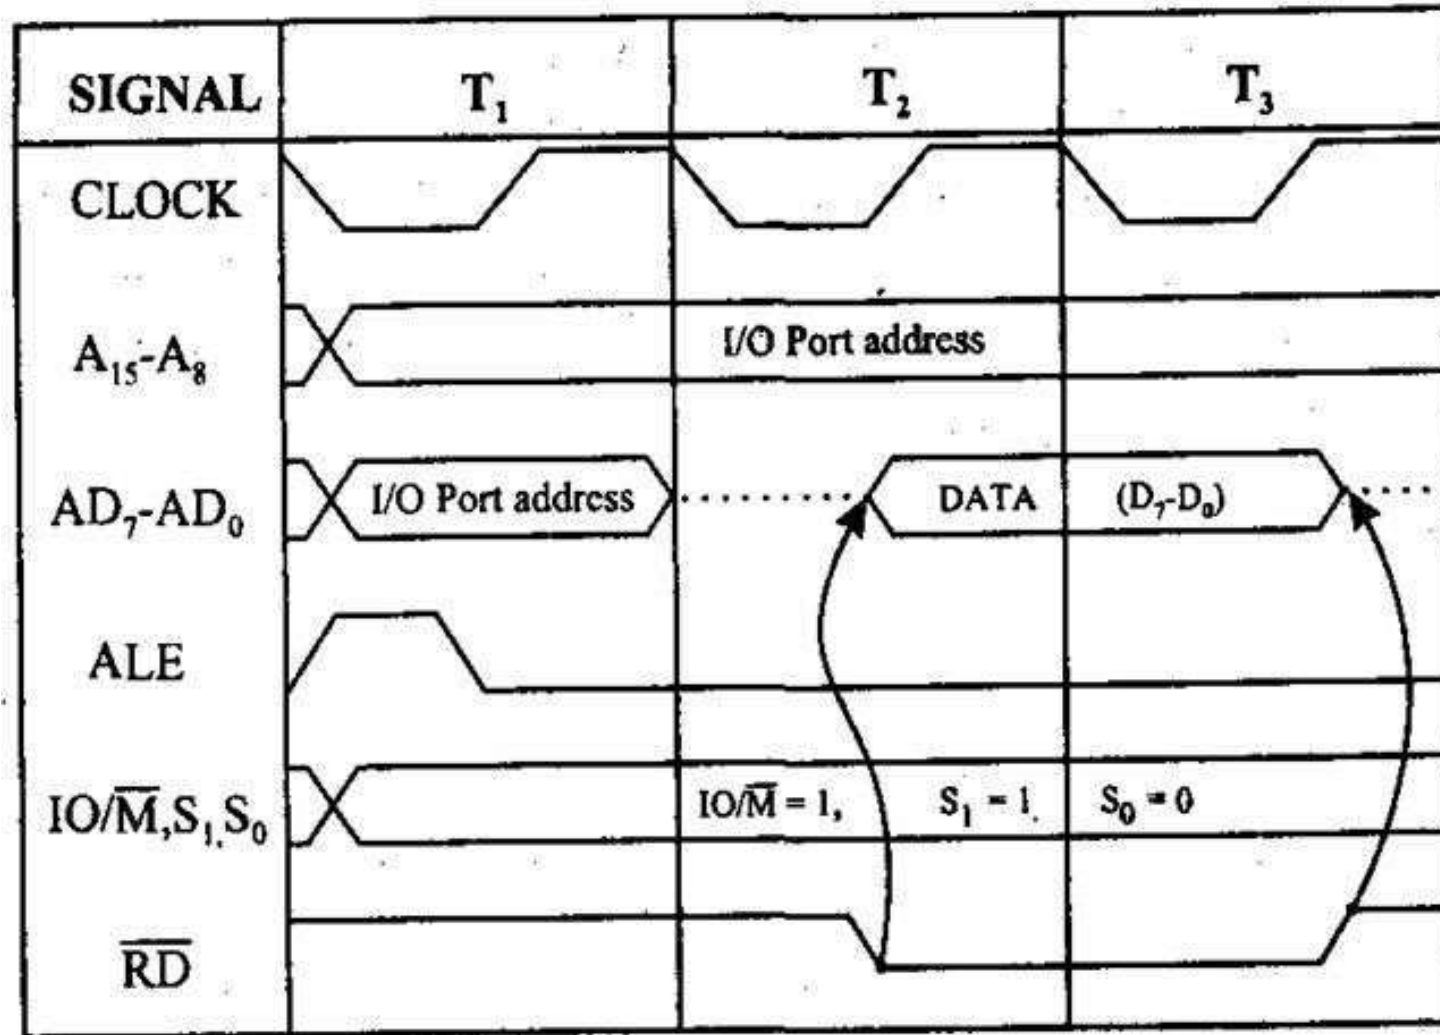 SIGNAL T₁ T₂ T₃
CLOCK
A₁₅-A₈ I/O Port address
AD₇-AD₀ I/O Port address DATA (D₇-D₀)
ALE
IO/M̅,S₁,S₀ IO/M̅ = 1, S₁ = 1 S₀ = 0
R̅D̅